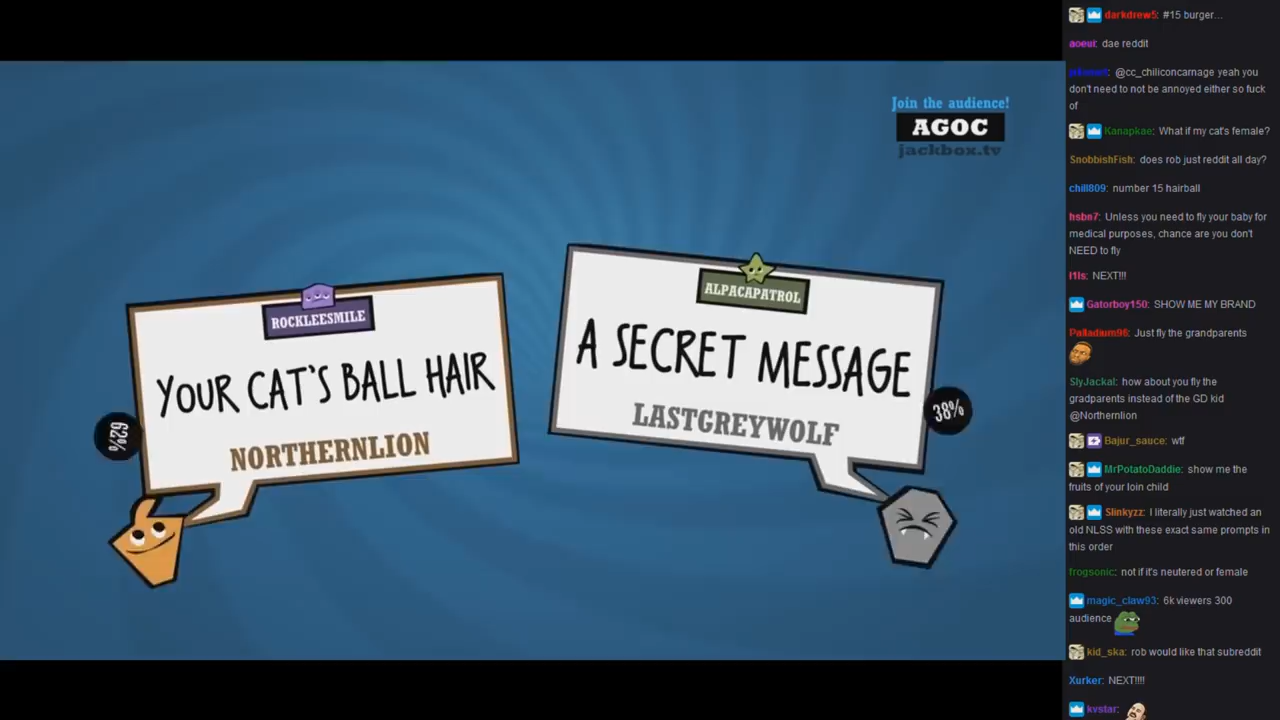 Join the audience!
AGOC
jackbox.tv
ROCKLEESMILE
YOUR CAT'S BALL HAIR
NORTHERNLION
62%
ALPACAPATROL
A SECRET MESSAGE
LASTGREYWOLF
38%
darkdrew5: #15 burger...
aoeui: dae reddit
@cc_chiliconcarnage yeah you
don't need to not be annoyed either so fuck
of
Kanapkae: What if my cat's female?
SnobbishFish: does rob just reddit all day?
chill809: number 15 hairball
hsbn7: Unless you need to fly your baby for
medical purposes, chance are you don't
NEED to fly
NEXT!!!
Gatorboy150: SHOW ME MY BRAND
Palladium96: Just fly the grandparents
SlyJackal: how about you fly the
gradparents instead of the GD kid
@Northernlion
Bajur_sauce: wtf
MrPotatoDaddie: show me the
fruits of your loin child
Slinkyzz: I literally just watched an
old NLSS with these exact same prompts in
this order
frogsonic: not if it's neutered or female
magic_claw93: 6k viewers 300
audience
kid_ska: rob would like that subreddit
Xurker: NEXT!!!!
kvstar: